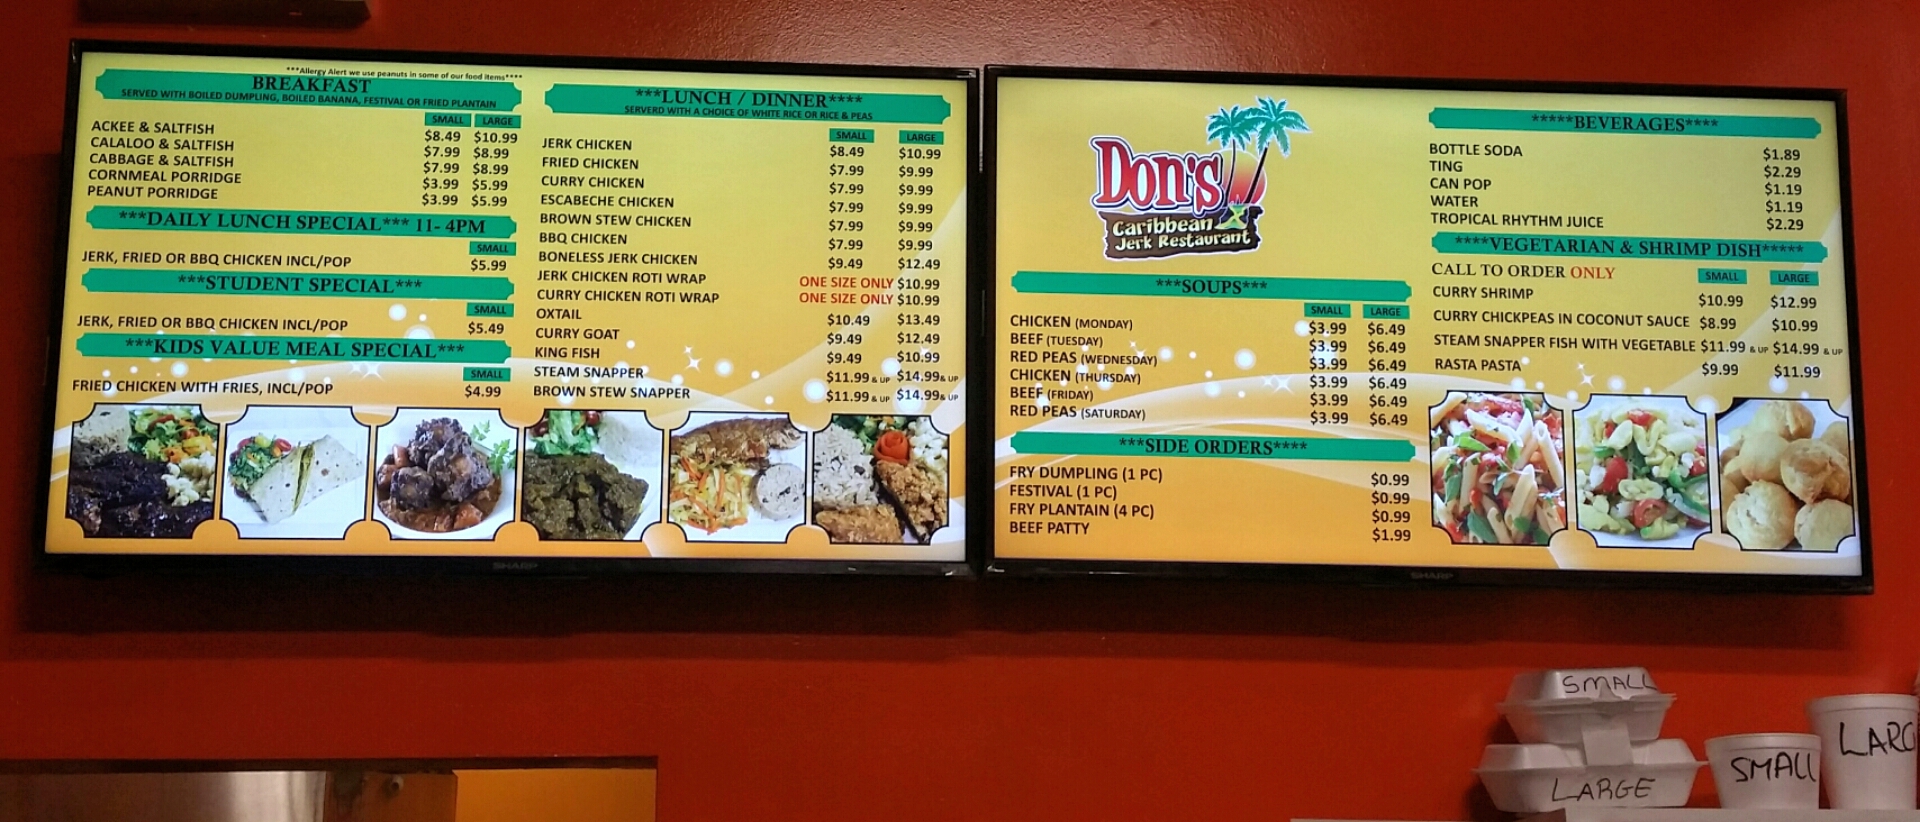 ***Allergy Alert we use peanuts in some of our food items****
BREAKFAST
SERVED WITH BOILED DUMPLING, BOILED BANANA, FESTIVAL OR FRIED PLANTAIN
SMALL LARGE
ACKEE & SALTFISH $8.49 $10.99
CALALOO & SALTFISH $7.99 $8.99
CABBAGE & SALTFISH $7.99 $8.99
CORNMEAL PORRIDGE $3.99 $5.99
PEANUT PORRIDGE $3.99 $5.99
***DAILY LUNCH SPECIAL*** 11- 4PM
SMALL
JERK, FRIED OR BBQ CHICKEN INCL/POP $5.99
***STUDENT SPECIAL***
SMALL
JERK, FRIED OR BBQ CHICKEN INCL/POP $5.49
***KIDS VALUE MEAL SPECIAL***
SMALL
FRIED CHICKEN WITH FRIES, INCL/POP $4.99
***LUNCH / DINNER****
SERVERD WITH A CHOICE OF WHITE RICE OR RICE & PEAS
SMALL LARGE
JERK CHICKEN $8.49 $10.99
FRIED CHICKEN $7.99 $9.99
CURRY CHICKEN $7.99 $9.99
ESCABECHE CHICKEN $7.99 $9.99
BROWN STEW CHICKEN $7.99 $9.99
BBQ CHICKEN $7.99 $9.99
BONELESS JERK CHICKEN $9.49 $12.49
JERK CHICKEN ROTI WRAP ONE SIZE ONLY $10.99
CURRY CHICKEN ROTI WRAP ONE SIZE ONLY $10.99
OXTAIL $10.49 $13.49
CURRY GOAT $9.49 $12.49
KING FISH $9.49 $10.99
STEAM SNAPPER $11.99 & UP $14.99 & UP
BROWN STEW SNAPPER $11.99 & UP $14.99 & UP
SHARP
Don's
Caribbean
Jerk Restaurant
***SOUPS***
SMALL LARGE
CHICKEN (MONDAY) $3.99 $6.49
BEEF (TUESDAY) $3.99 $6.49
RED PEAS (WEDNESDAY) $3.99 $6.49
CHICKEN (THURSDAY) $3.99 $6.49
BEEF (FRIDAY) $3.99 $6.49
RED PEAS (SATURDAY) $3.99 $6.49
***SIDE ORDERS****
FRY DUMPLING (1 PC) $0.99
FESTIVAL (1 PC) $0.99
FRY PLANTAIN (4 PC) $0.99
BEEF PATTY $1.99
*****BEVERAGES****
BOTTLE SODA $1.89
TING $2.29
CAN POP $1.19
WATER $1.19
TROPICAL RHYTHM JUICE $2.29
****VEGETARIAN & SHRIMP DISH*****
CALL TO ORDER ONLY SMALL LARGE
CURRY SHRIMP $10.99 $12.99
CURRY CHICKPEAS IN COCONUT SAUCE $8.99 $10.99
STEAM SNAPPER FISH WITH VEGETABLE $11.99 & UP $14.99 & UP
RASTA PASTA $9.99 $11.99
SHARP
SMALL
LARGE
SMALL
LARG